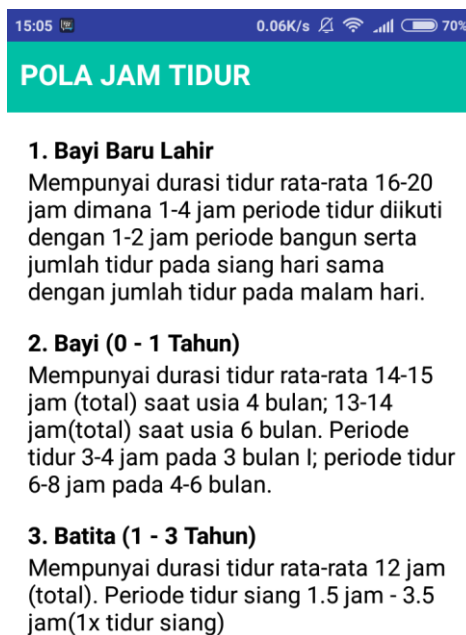 15:05 0.06K/s 70%
POLA JAM TIDUR
1. Bayi Baru Lahir
Mempunyai durasi tidur rata-rata 16-20
jam dimana 1-4 jam periode tidur diikuti
dengan 1-2 jam periode bangun serta
jumlah tidur pada siang hari sama
dengan jumlah tidur pada malam hari.
2. Bayi (0 - 1 Tahun)
Mempunyai durasi tidur rata-rata 14-15
jam (total) saat usia 4 bulan; 13-14
jam(total) saat usia 6 bulan. Periode
tidur 3-4 jam pada 3 bulan I; periode tidur
6-8 jam pada 4-6 bulan.
3. Batita (1 - 3 Tahun)
Mempunyai durasi tidur rata-rata 12 jam
(total). Periode tidur siang 1.5 jam - 3.5
jam(1x tidur siang)